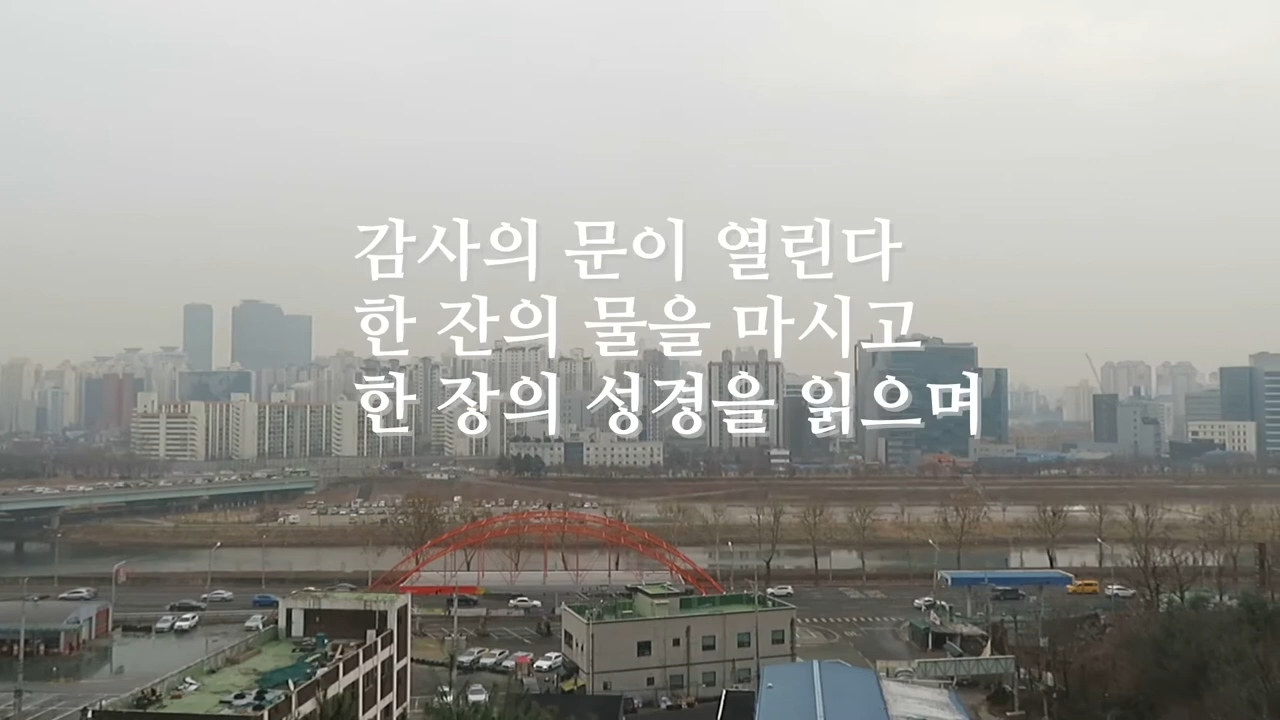 감사의 문이 열린다
한 잔의 물을 마시고
한 장의 성경을 읽으며